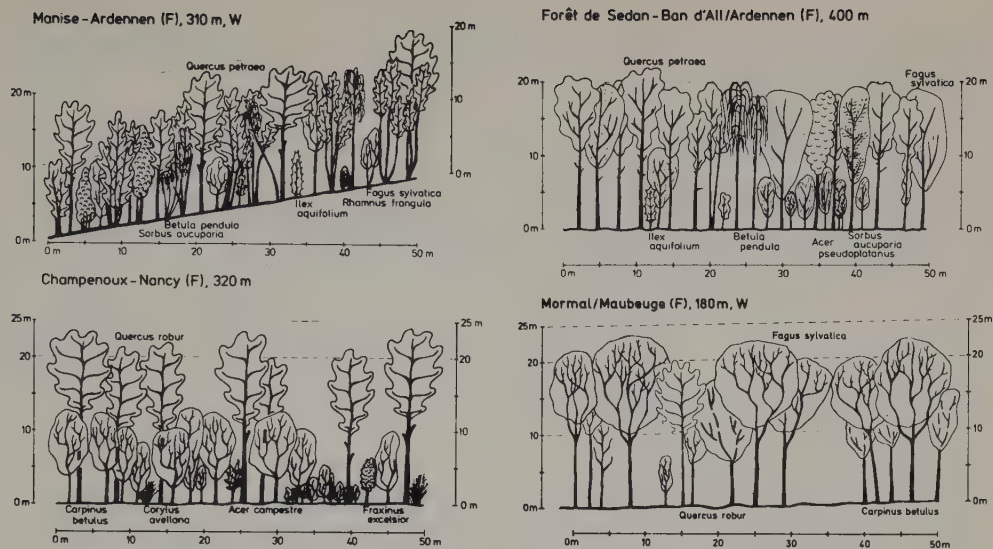 Manise-Ardennen (F), 310 m, W
20 m
10
0 m
20 m
10
0 m
Quercus petraea
Fagus sylvatica
Rhamnus frangula
Ilex
aquifolium
Betula pendula
Sorbus aucuparia
0 m 10 20 30 40 50 m
Forêt de Sedan-Ban d'All/Ardennen (F), 400 m
20 m
10
0 m
20 m
10
0 m
Quercus petraea
Fagus
sylvatica
Ilex
aquifolium
Betula
pendula
Acer
pseudoplatanus
Sorbus
aucuparia
0 m 10 20 30 40 50 m
Champenoux-Nancy (F), 320 m
25 m
20
10
0 m
25 m
20
10
0 m
Quercus robur
Carpinus
betulus
Corylus
avellana
Acer campestre
Fraxinus
excelsior
0 m 10 20 30 40 50 m
Mormal/Maubeuge (F), 180 m, W
25 m
20
10
0 m
25 m
20
10
0 m
Fagus sylvatica
Quercus robur
Carpinus betulus
0 m 10 20 30 40 50 m